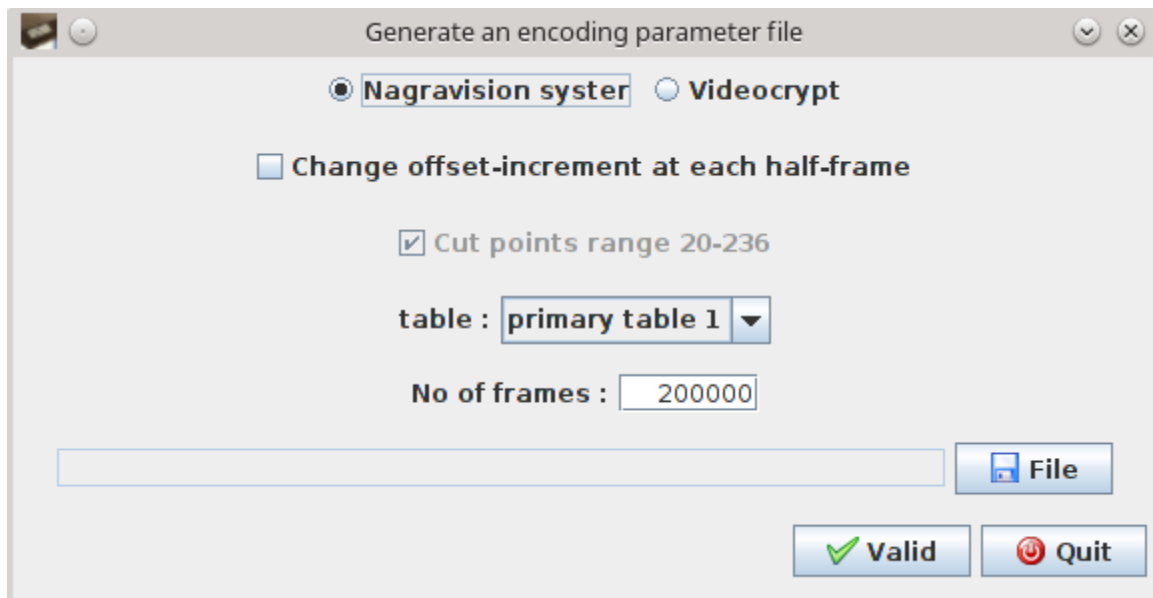 Generate an encoding parameter file
Nagravision syster Videocrypt
Change offset-increment at each half-frame
Cut points range 20-236
table : primary table 1
No of frames : 200000
File
Valid Quit